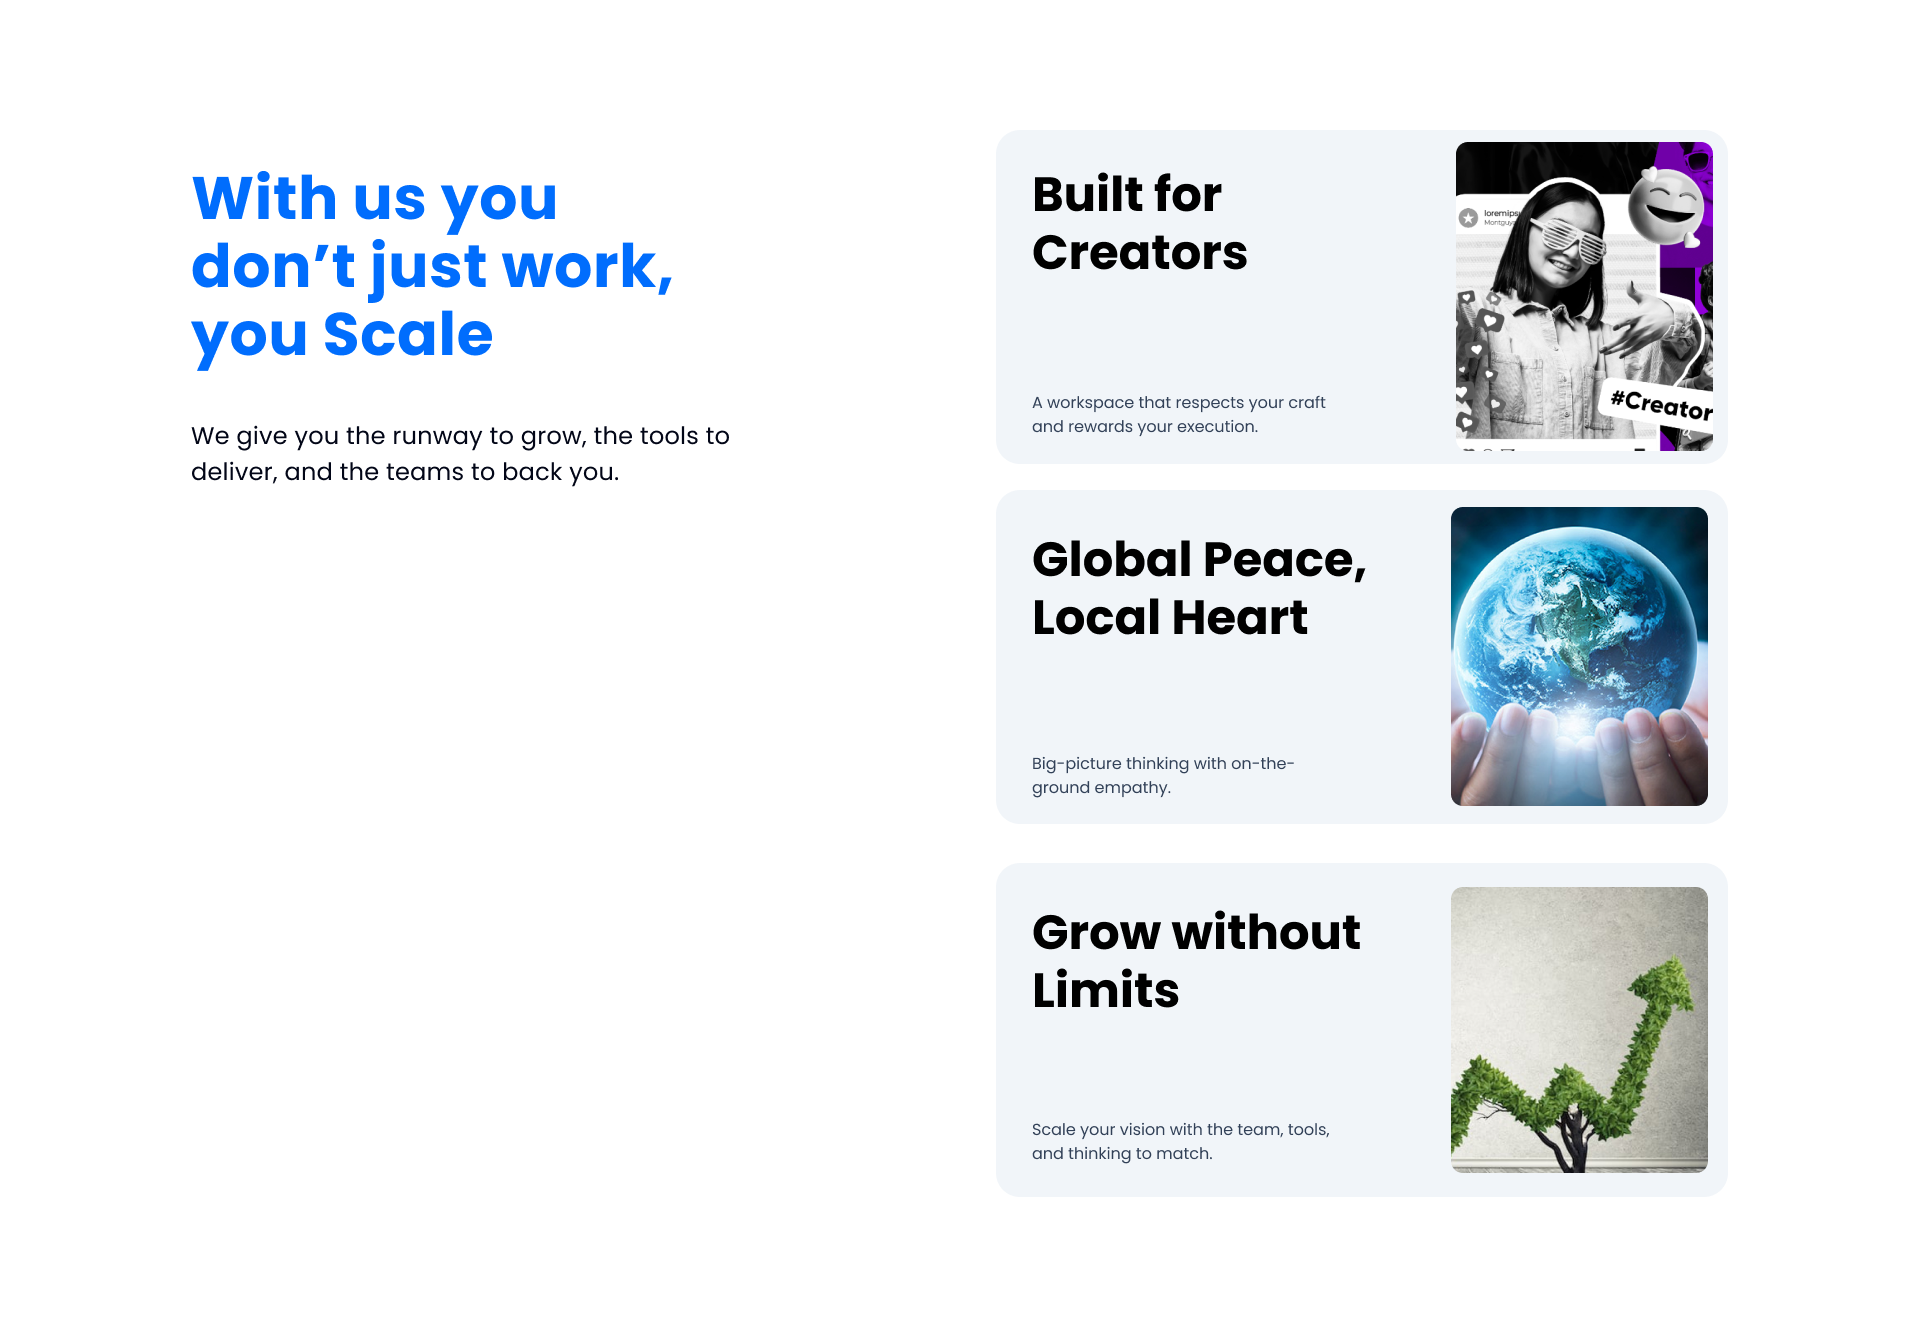 With us you
don’t just work,
you Scale
We give you the runway to grow, the tools to
deliver, and the teams to back you.
Built for
Creators
A workspace that respects your craft
and rewards your execution.
loremips
Montguy
#Creator
Global Peace,
Local Heart
Big-picture thinking with on-the-
ground empathy.
Grow without
Limits
Scale your vision with the team, tools,
and thinking to match.